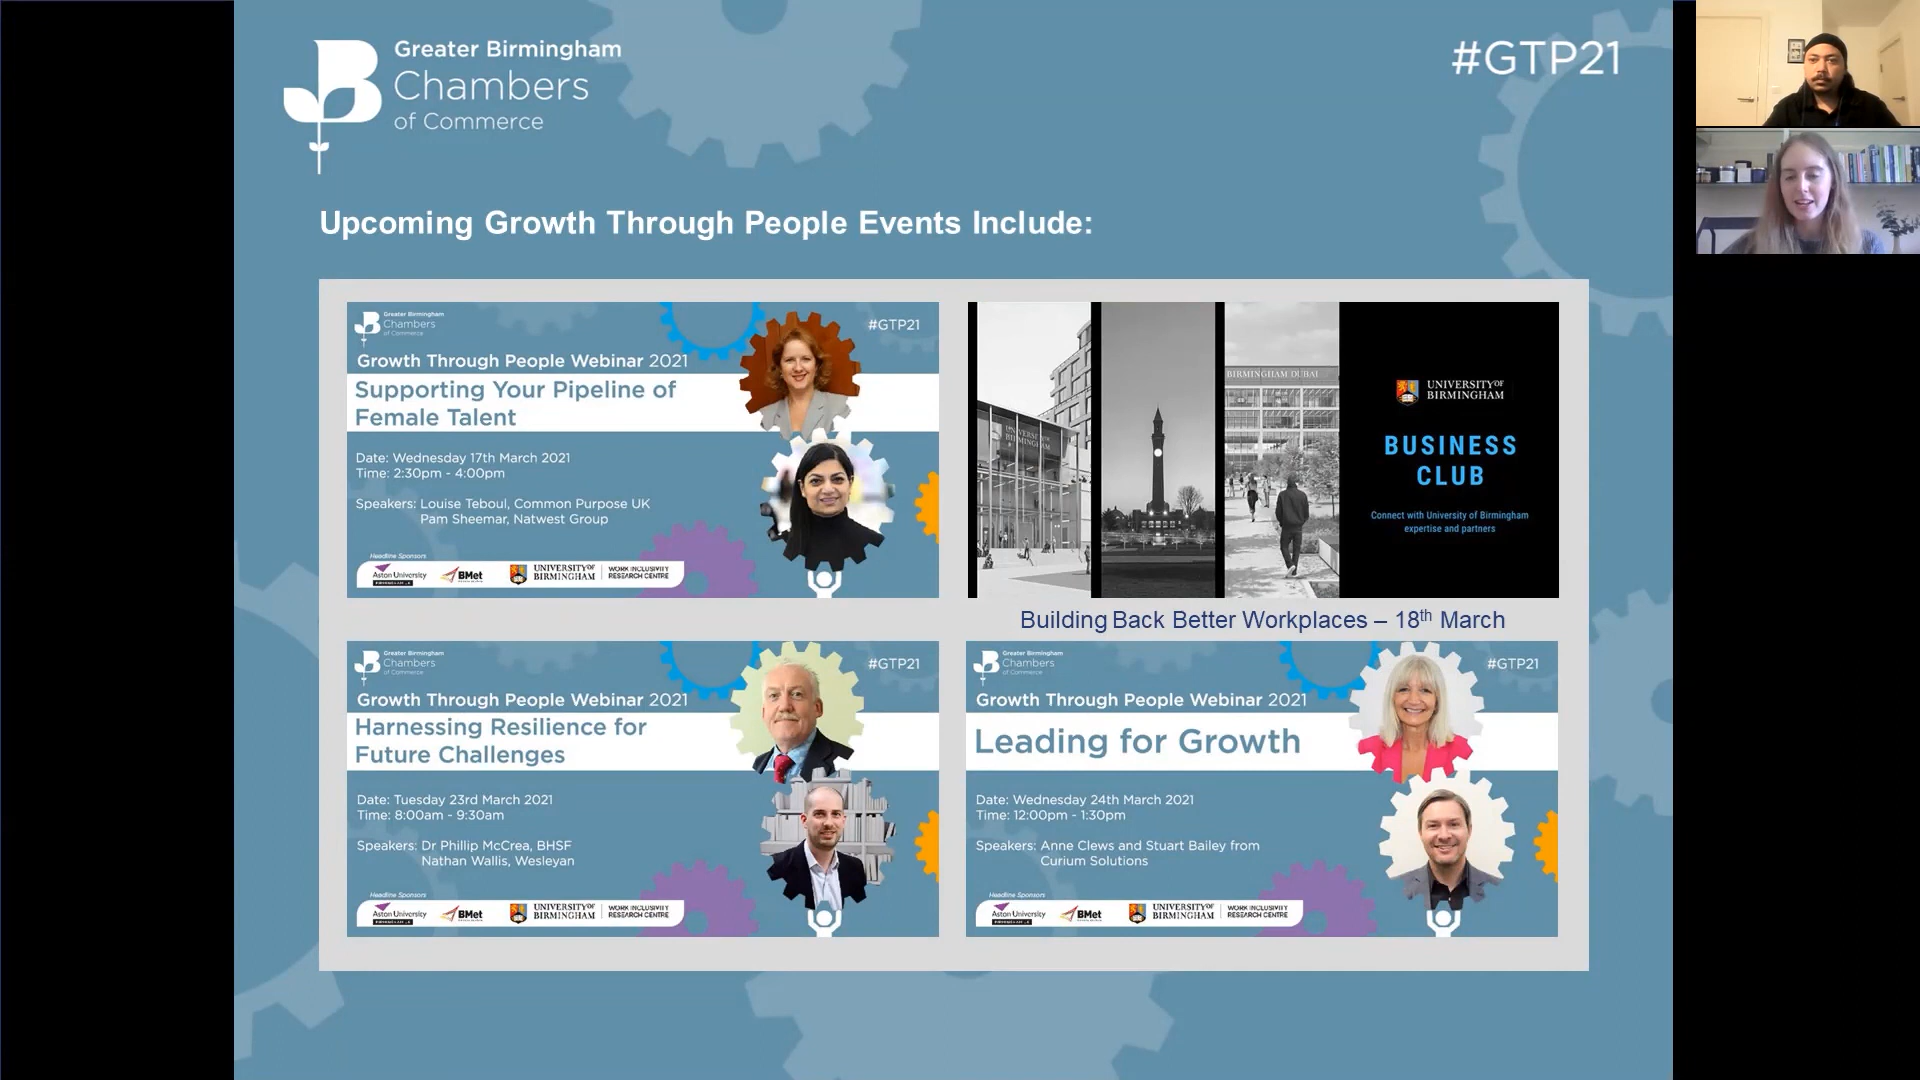 Greater Birmingham
Chambers
of Commerce
#GTP21
Upcoming Growth Through People Events Include:
Greater Birmingham
Chambers
of Commerce
#GTP21
Growth Through People Webinar 2021
Supporting Your Pipeline of
Female Talent
Date: Wednesday 17th March 2021
Time: 2:30pm - 4:00pm
Speakers: Louise Teboul, Common Purpose UK
Pam Sheemar, Natwest Group
Headline Sponsors
Aston University
BMet
UNIVERSITY OF
BIRMINGHAM
WORK INCLUSIVITY
RESEARCH CENTRE
UNIVERSITY OF
BIRMINGHAM
BIRMINGHAM DUBAI
UNIVERSITY OF
BIRMINGHAM
BUSINESS
CLUB
Connect with University of Birmingham
expertise and partners
Building Back Better Workplaces – 18th March
Greater Birmingham
Chambers
of Commerce
#GTP21
Growth Through People Webinar 2021
Harnessing Resilience for
Future Challenges
Date: Tuesday 23rd March 2021
Time: 8:00am - 9:30am
Speakers: Dr Phillip McCrea, BHSF
Nathan Wallis, Wesleyan
Headline Sponsors
Aston University
BMet
UNIVERSITY OF
BIRMINGHAM
WORK INCLUSIVITY
RESEARCH CENTRE
Greater Birmingham
Chambers
of Commerce
#GTP21
Growth Through People Webinar 2021
Leading for Growth
Date: Wednesday 24th March 2021
Time: 12:00pm - 1:30pm
Speakers: Anne Clews and Stuart Bailey from
Curium Solutions
Headline Sponsors
Aston University
BMet
UNIVERSITY OF
BIRMINGHAM
WORK INCLUSIVITY
RESEARCH CENTRE